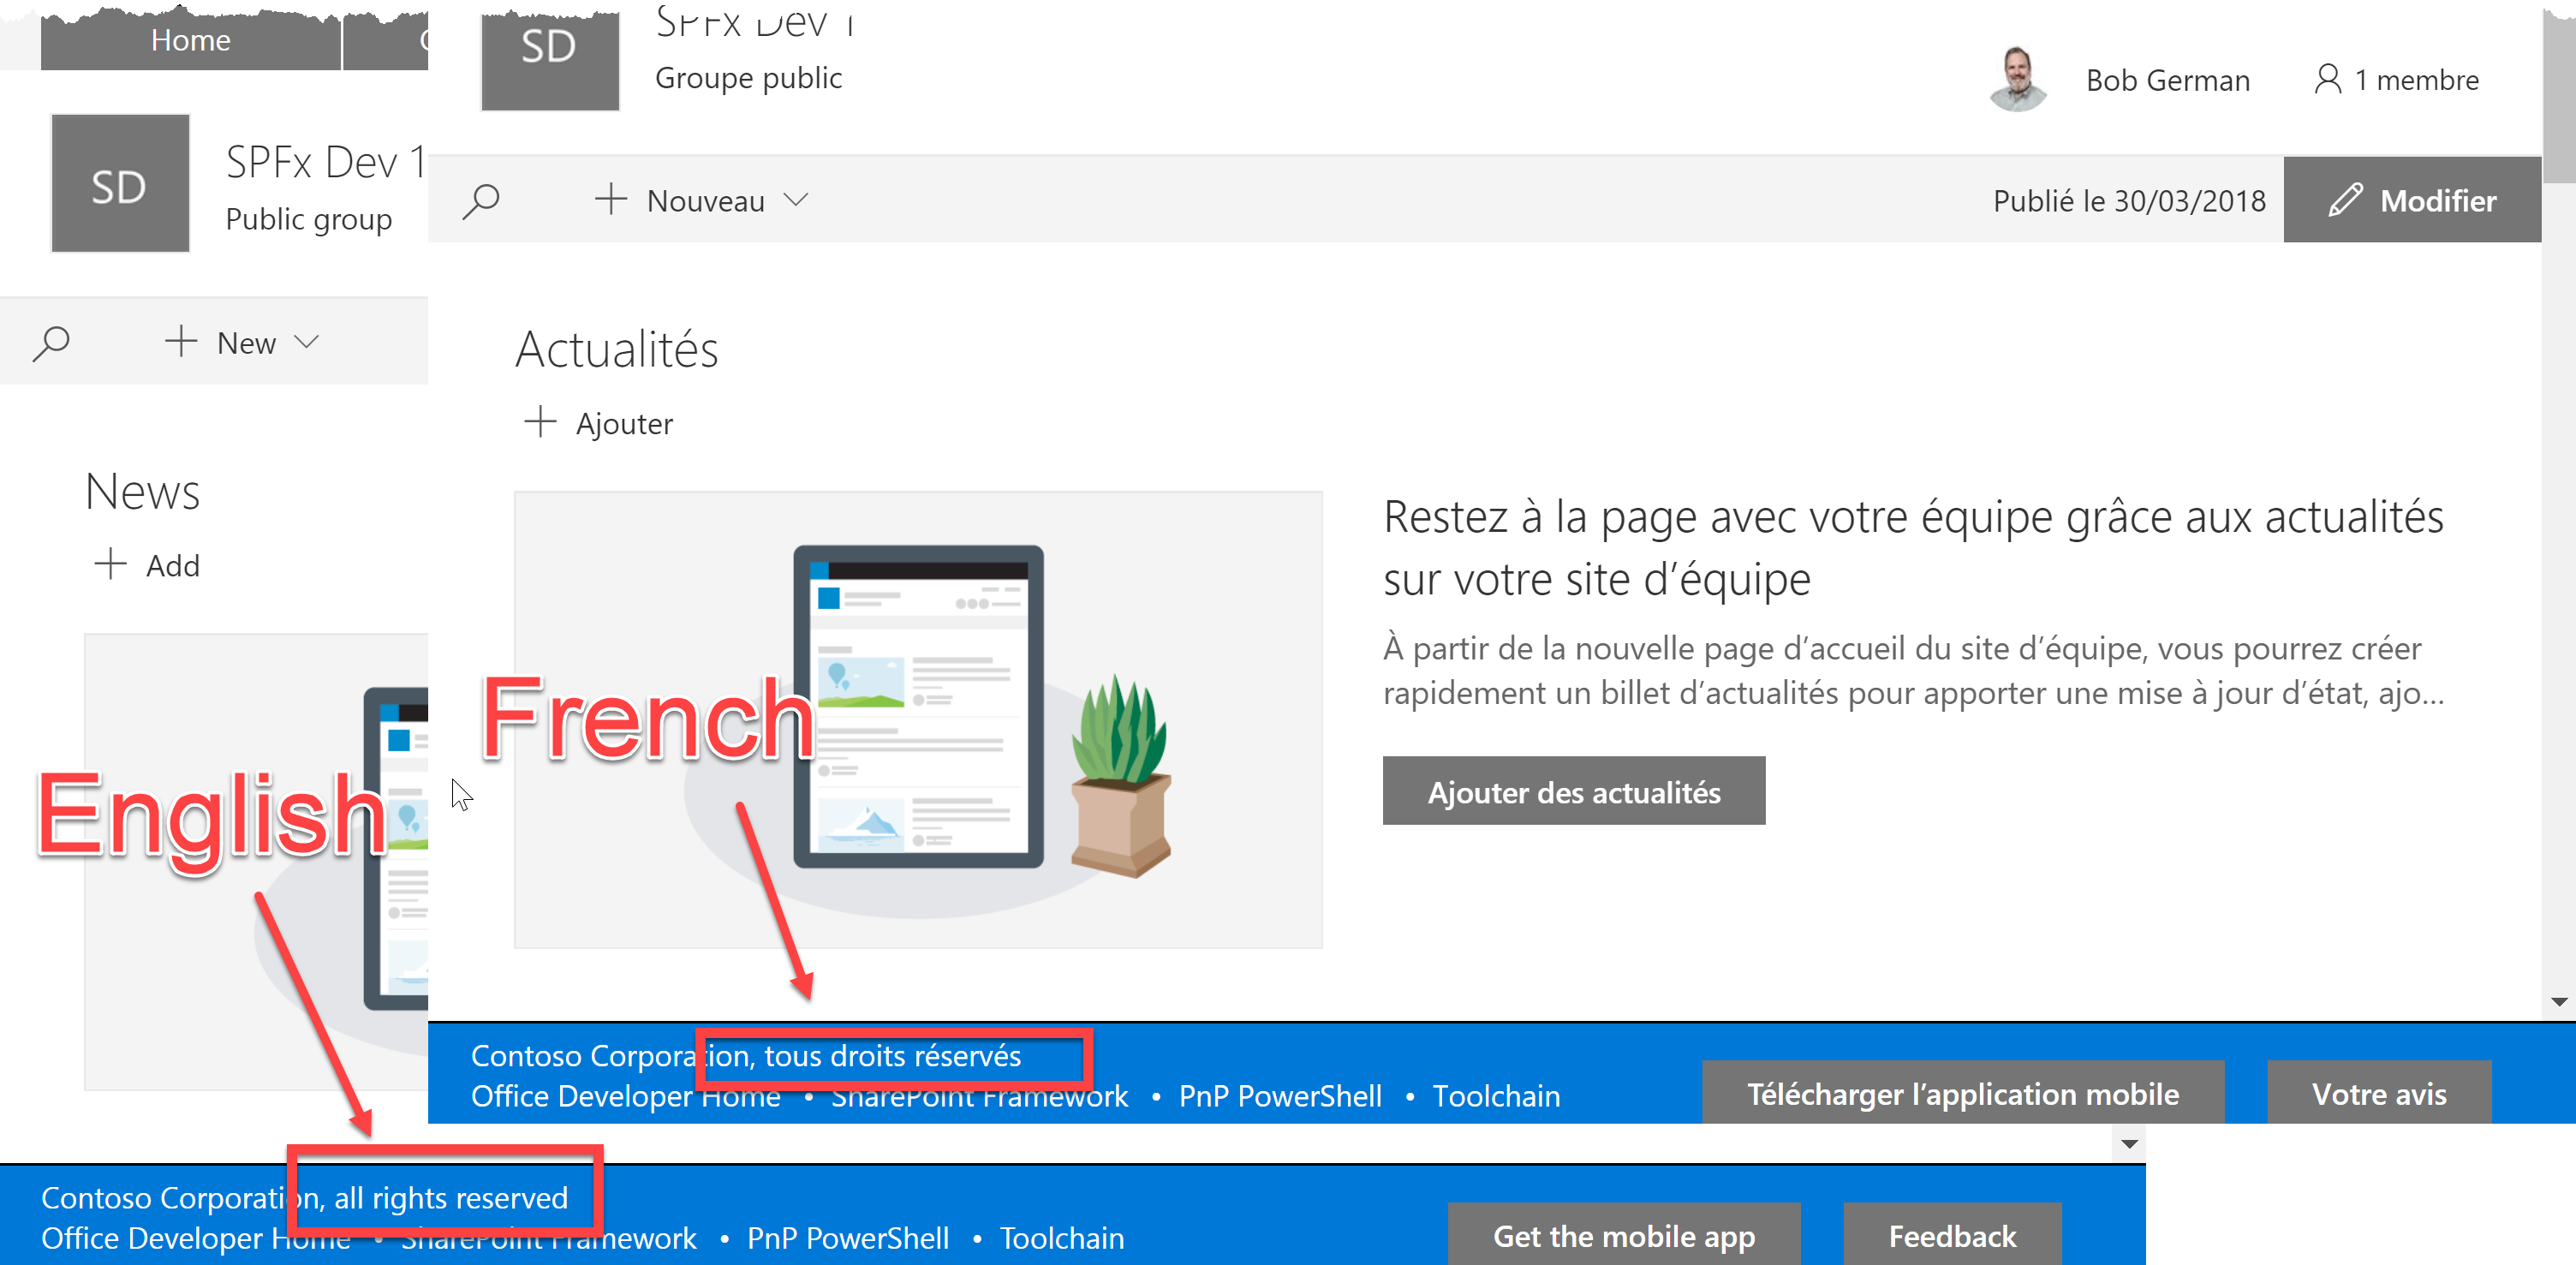 Home
SD
SPFx Dev 1
Public group
New
News
Add
English
SD
SPFx Dev 1
Groupe public
Bob German
1 membre
Nouveau
Publié le 30/03/2018
Modifier
Actualités
Ajouter
Restez à la page avec votre équipe grâce aux actualités
sur votre site d’équipe
À partir de la nouvelle page d’accueil du site d’équipe, vous pourrez créer
rapidement un billet d’actualités pour apporter une mise à jour d’état, ajo...
French
Ajouter des actualités
Contoso Corporation, tous droits réservés
Office Developer Home • SharePoint Framework • PnP PowerShell • Toolchain
Télécharger l’application mobile
Votre avis
Contoso Corporation, all rights reserved
Office Developer Home • SharePoint Framework • PnP PowerShell • Toolchain
Get the mobile app
Feedback